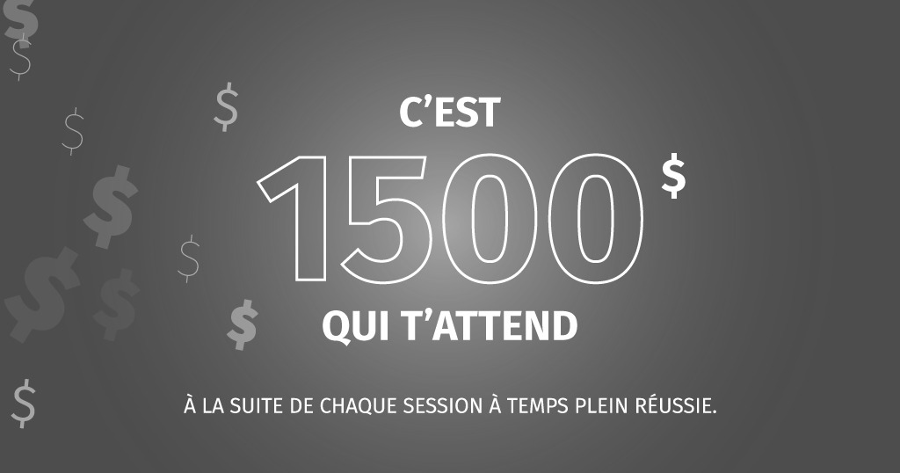 C’EST
1500 $
QUI T’ATTEND
À LA SUITE DE CHAQUE SESSION À TEMPS PLEIN RÉUSSIE.